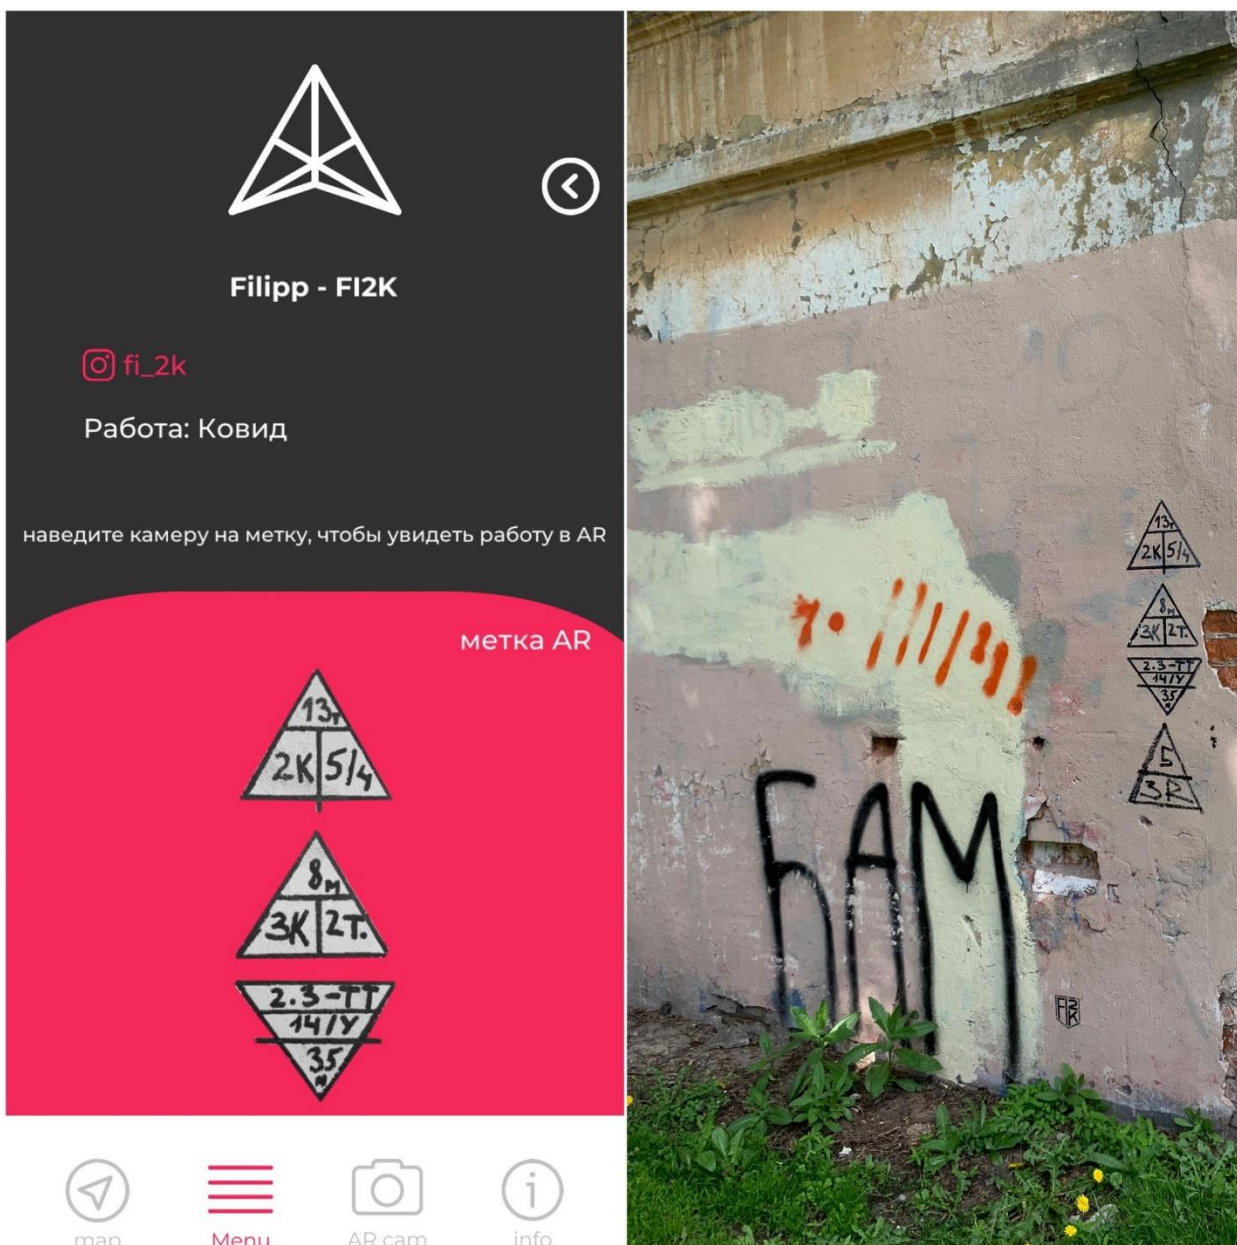 Filipp - FI2K
fi_2k
Работа: Ковид
наведите камеру на метку, чтобы увидеть работу в AR
метка AR
13т
2К 5/4
8м
3К 2Т.
2.3-ТТ
14/У
35
м
map
Menu
AR cam
info
13т
2К 5/4
8м
3К 2Т.
2.3-ТТ
14/У
35
м
5
3R
БАМ
FI2K